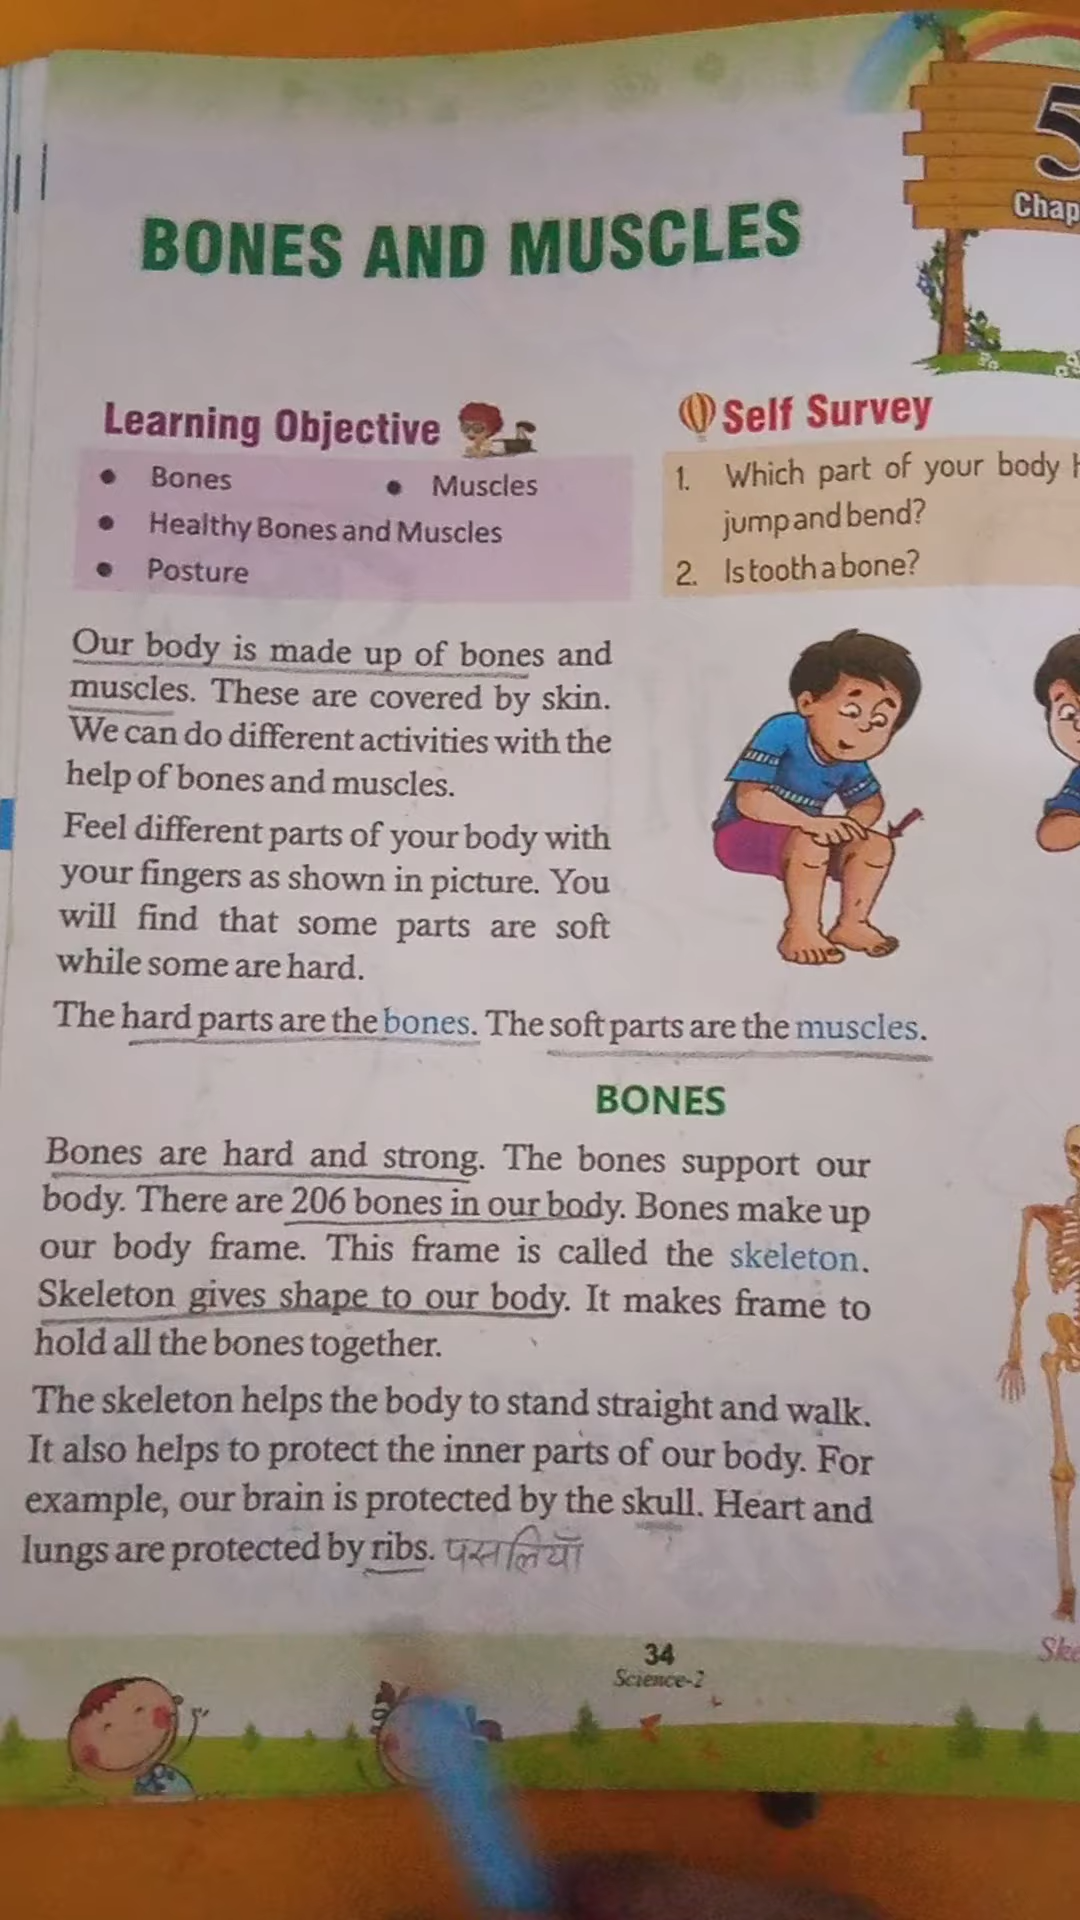 5
Chap
BONES AND MUSCLES
Learning Objective
• Bones
• Muscles
• Healthy Bones and Muscles
• Posture
Self Survey
1. Which part of your body
jump and bend?
2. Is tooth a bone?
Our body is made up of bones and
muscles. These are covered by skin.
We can do different activities with the
help of bones and muscles.
Feel different parts of your body with
your fingers as shown in picture. You
will find that some parts are soft
while some are hard.
The hard parts are the bones. The soft parts are the muscles.
BONES
Bones are hard and strong. The bones support our
body. There are 206 bones in our body. Bones make up
our body frame. This frame is called the skeleton.
Skeleton gives shape to our body. It makes frame to
hold all the bones together.
The skeleton helps the body to stand straight and walk.
It also helps to protect the inner parts of our body. For
example, our brain is protected by the skull. Heart and
lungs are protected by ribs. पसलियाँ
Ske
34
Science-2